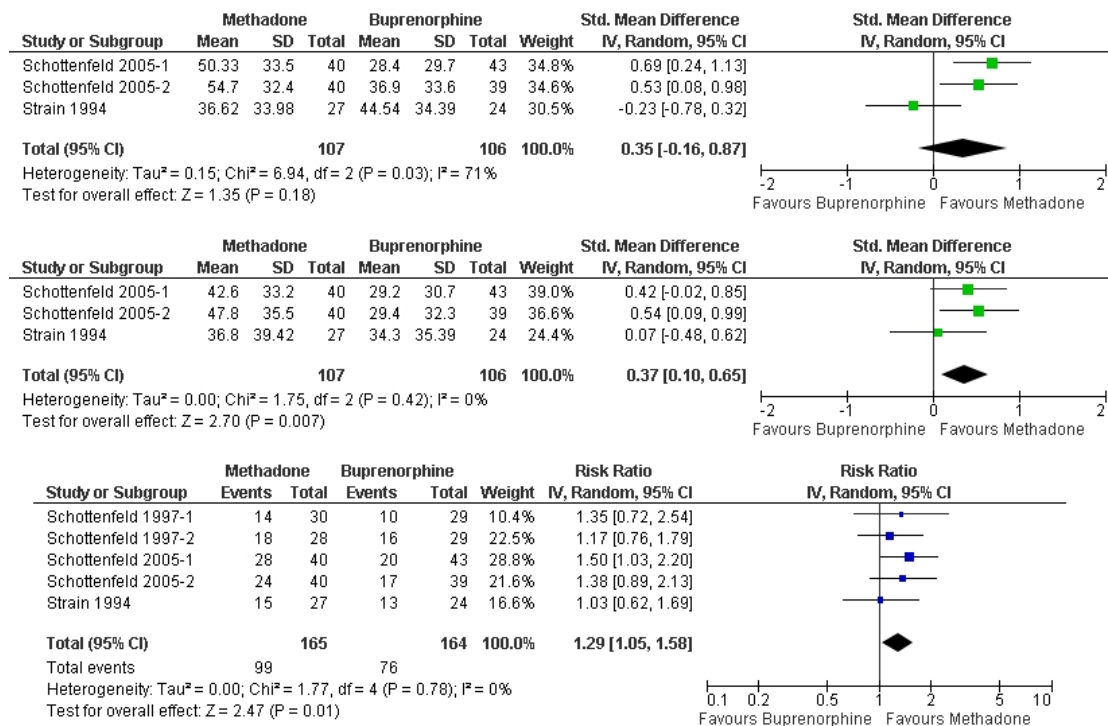 Methadone Buprenorphine Std. Mean Difference Std. Mean Difference
Study or Subgroup Mean SD Total Mean SD Total Weight IV, Random, 95% CI IV, Random, 95% CI
Schottenfeld 2005-1 50.33 33.5 40 28.4 29.7 43 34.8% 0.69 [0.24, 1.13]
Schottenfeld 2005-2 54.7 32.4 40 36.9 33.6 39 34.6% 0.53 [0.08, 0.98]
Strain 1994 36.62 33.98 27 44.54 34.39 24 30.5% -0.23 [-0.78, 0.32]
Total (95% CI) 107 106 100.0% 0.35 [-0.16, 0.87]
Heterogeneity: Tau² = 0.15; Chi² = 6.94, df = 2 (P = 0.03); I² = 71%
Test for overall effect: Z = 1.35 (P = 0.18)
-2 -1 0 1 2
Favours Buprenorphine Favours Methadone
Methadone Buprenorphine Std. Mean Difference Std. Mean Difference
Study or Subgroup Mean SD Total Mean SD Total Weight IV, Random, 95% CI IV, Random, 95% CI
Schottenfeld 2005-1 42.6 33.2 40 29.2 30.7 43 39.0% 0.42 [-0.02, 0.85]
Schottenfeld 2005-2 47.8 35.5 40 29.4 32.3 39 36.6% 0.54 [0.09, 0.99]
Strain 1994 36.8 39.42 27 34.3 35.39 24 24.4% 0.07 [-0.48, 0.62]
Total (95% CI) 107 106 100.0% 0.37 [0.10, 0.65]
Heterogeneity: Tau² = 0.00; Chi² = 1.75, df = 2 (P = 0.42); I² = 0%
Test for overall effect: Z = 2.70 (P = 0.007)
-2 -1 0 1 2
Favours Buprenorphine Favours Methadone
Methadone Buprenorphine Risk Ratio Risk Ratio
Study or Subgroup Events Total Events Total Weight IV, Random, 95% CI IV, Random, 95% CI
Schottenfeld 1997-1 14 30 10 29 10.4% 1.35 [0.72, 2.54]
Schottenfeld 1997-2 18 28 16 29 22.5% 1.17 [0.76, 1.79]
Schottenfeld 2005-1 28 40 20 43 28.8% 1.50 [1.03, 2.20]
Schottenfeld 2005-2 24 40 17 39 21.6% 1.38 [0.89, 2.13]
Strain 1994 15 27 13 24 16.6% 1.03 [0.62, 1.69]
Total (95% CI) 165 164 100.0% 1.29 [1.05, 1.58]
Total events 99 76
Heterogeneity: Tau² = 0.00; Chi² = 1.77, df = 4 (P = 0.78); I² = 0%
Test for overall effect: Z = 2.47 (P = 0.01)
0.1 0.2 0.5 1 2 5 10
Favours Buprenorphine Favours Methadone